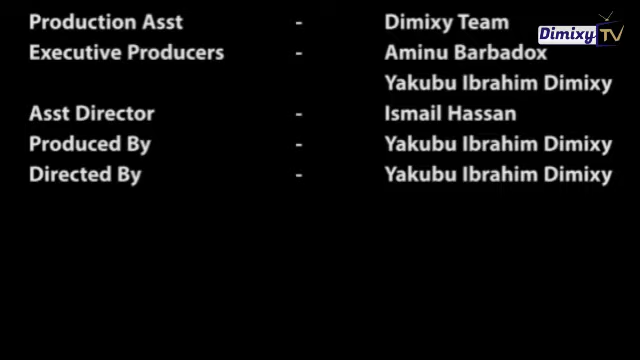 Production Asst - Dimixy Team
Executive Producers - Aminu Barbadox
Yakubu Ibrahim Dimixy
Asst Director - Ismail Hassan
Produced By - Yakubu Ibrahim Dimixy
Directed By - Yakubu Ibrahim Dimixy
Dimixy TV